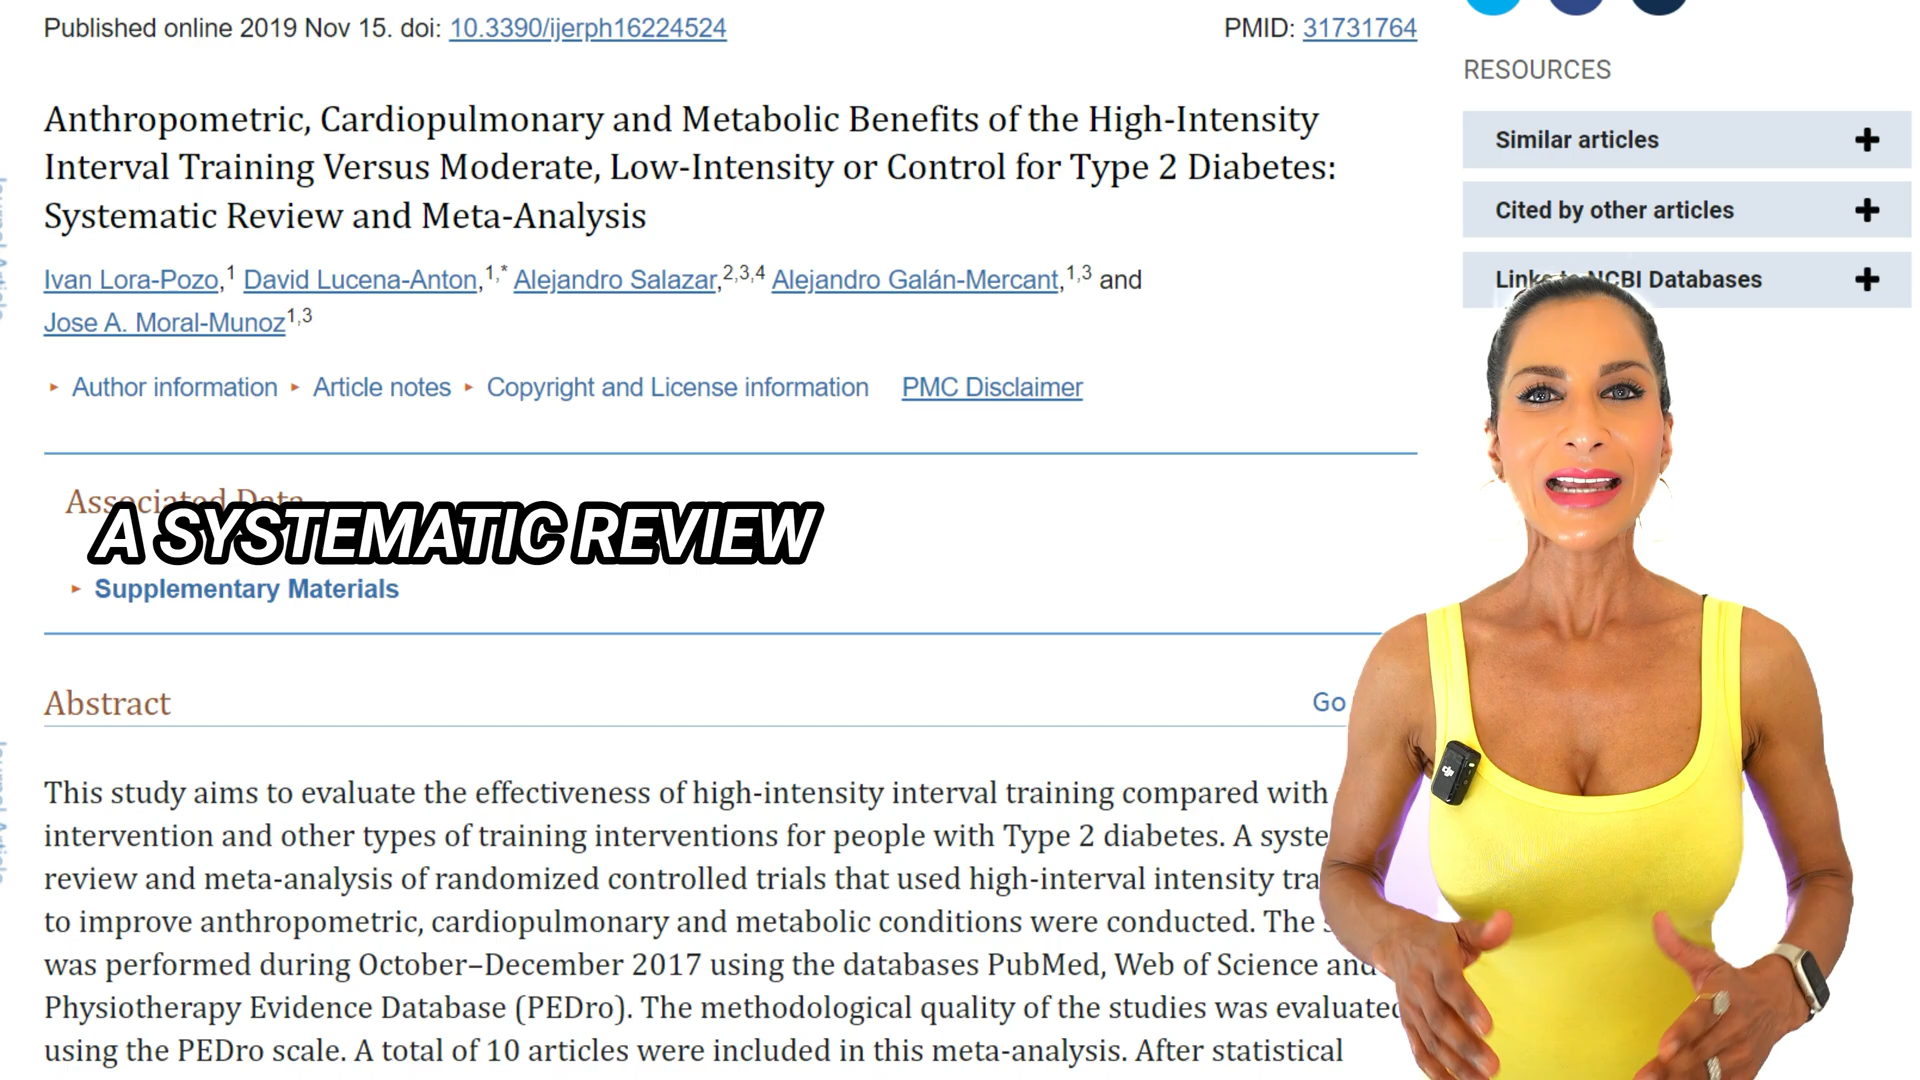 Published online 2019 Nov 15. doi: 10.3390/ijerph16224524
PMID: 31731764
Anthropometric, Cardiopulmonary and Metabolic Benefits of the High-Intensity
Interval Training Versus Moderate, Low-Intensity or Control for Type 2 Diabetes:
Systematic Review and Meta-Analysis
Ivan Lora-Pozo,1 David Lucena-Anton,1,* Alejandro Salazar,2,3,4 Alejandro Galán-Mercant,1,3 and
Jose A. Moral-Munoz1,3
▸ Author information ▸ Article notes ▸ Copyright and License information PMC Disclaimer
Associated Data
A SYSTEMATIC REVIEW
▸ Supplementary Materials
Abstract
Go
This study aims to evaluate the effectiveness of high-intensity interval training compared with
intervention and other types of training interventions for people with Type 2 diabetes. A syste
review and meta-analysis of randomized controlled trials that used high-interval intensity tra
to improve anthropometric, cardiopulmonary and metabolic conditions were conducted. The s
was performed during October–December 2017 using the databases PubMed, Web of Science and
Physiotherapy Evidence Database (PEDro). The methodological quality of the studies was evaluated
using the PEDro scale. A total of 10 articles were included in this meta-analysis. After statistical
RESOURCES
Similar articles +
Cited by other articles +
Links to NCBI Databases +
dji